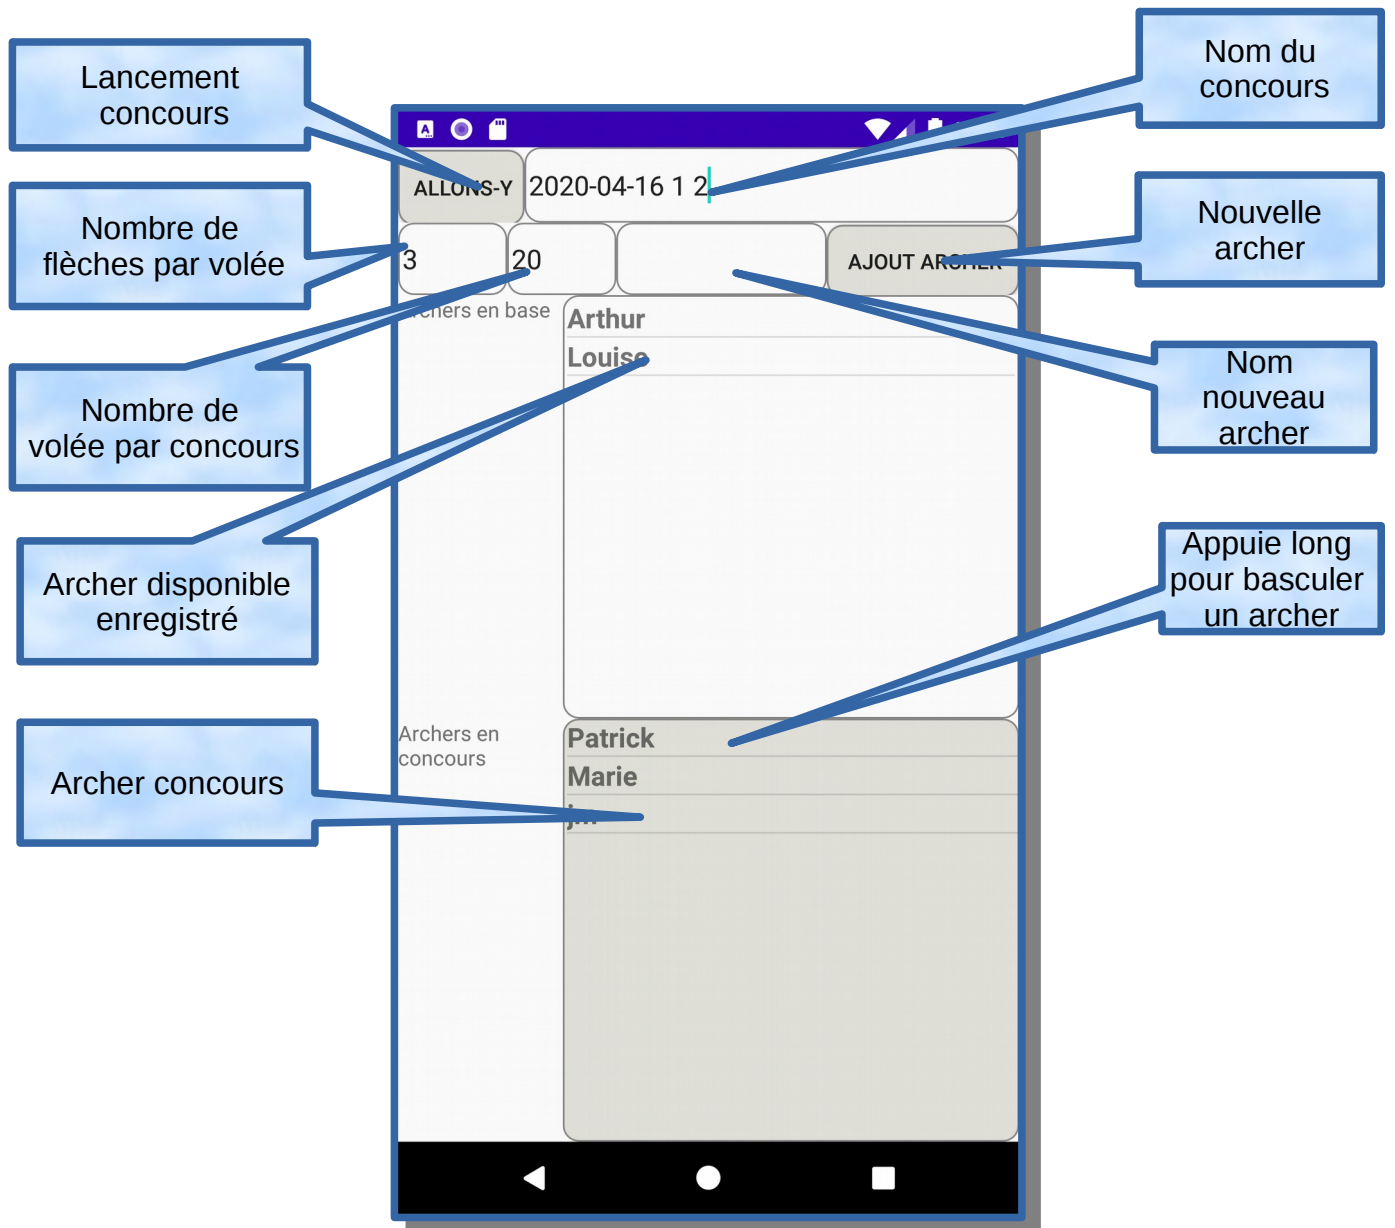 Lancement
concours
Nom du
concours
ALLONS-Y
2020-04-16 1 2
Nombre de
flèches par volée
Nouvelle
archer
3
20
AJOUT ARCHER
Archers en base
Arthur
Louise
Nombre de
volée par concours
Nom
nouveau
archer
Archer disponible
enregistré
Appuie long
pour basculer
un archer
Archers en
concours
Patrick
Marie
Archer concours